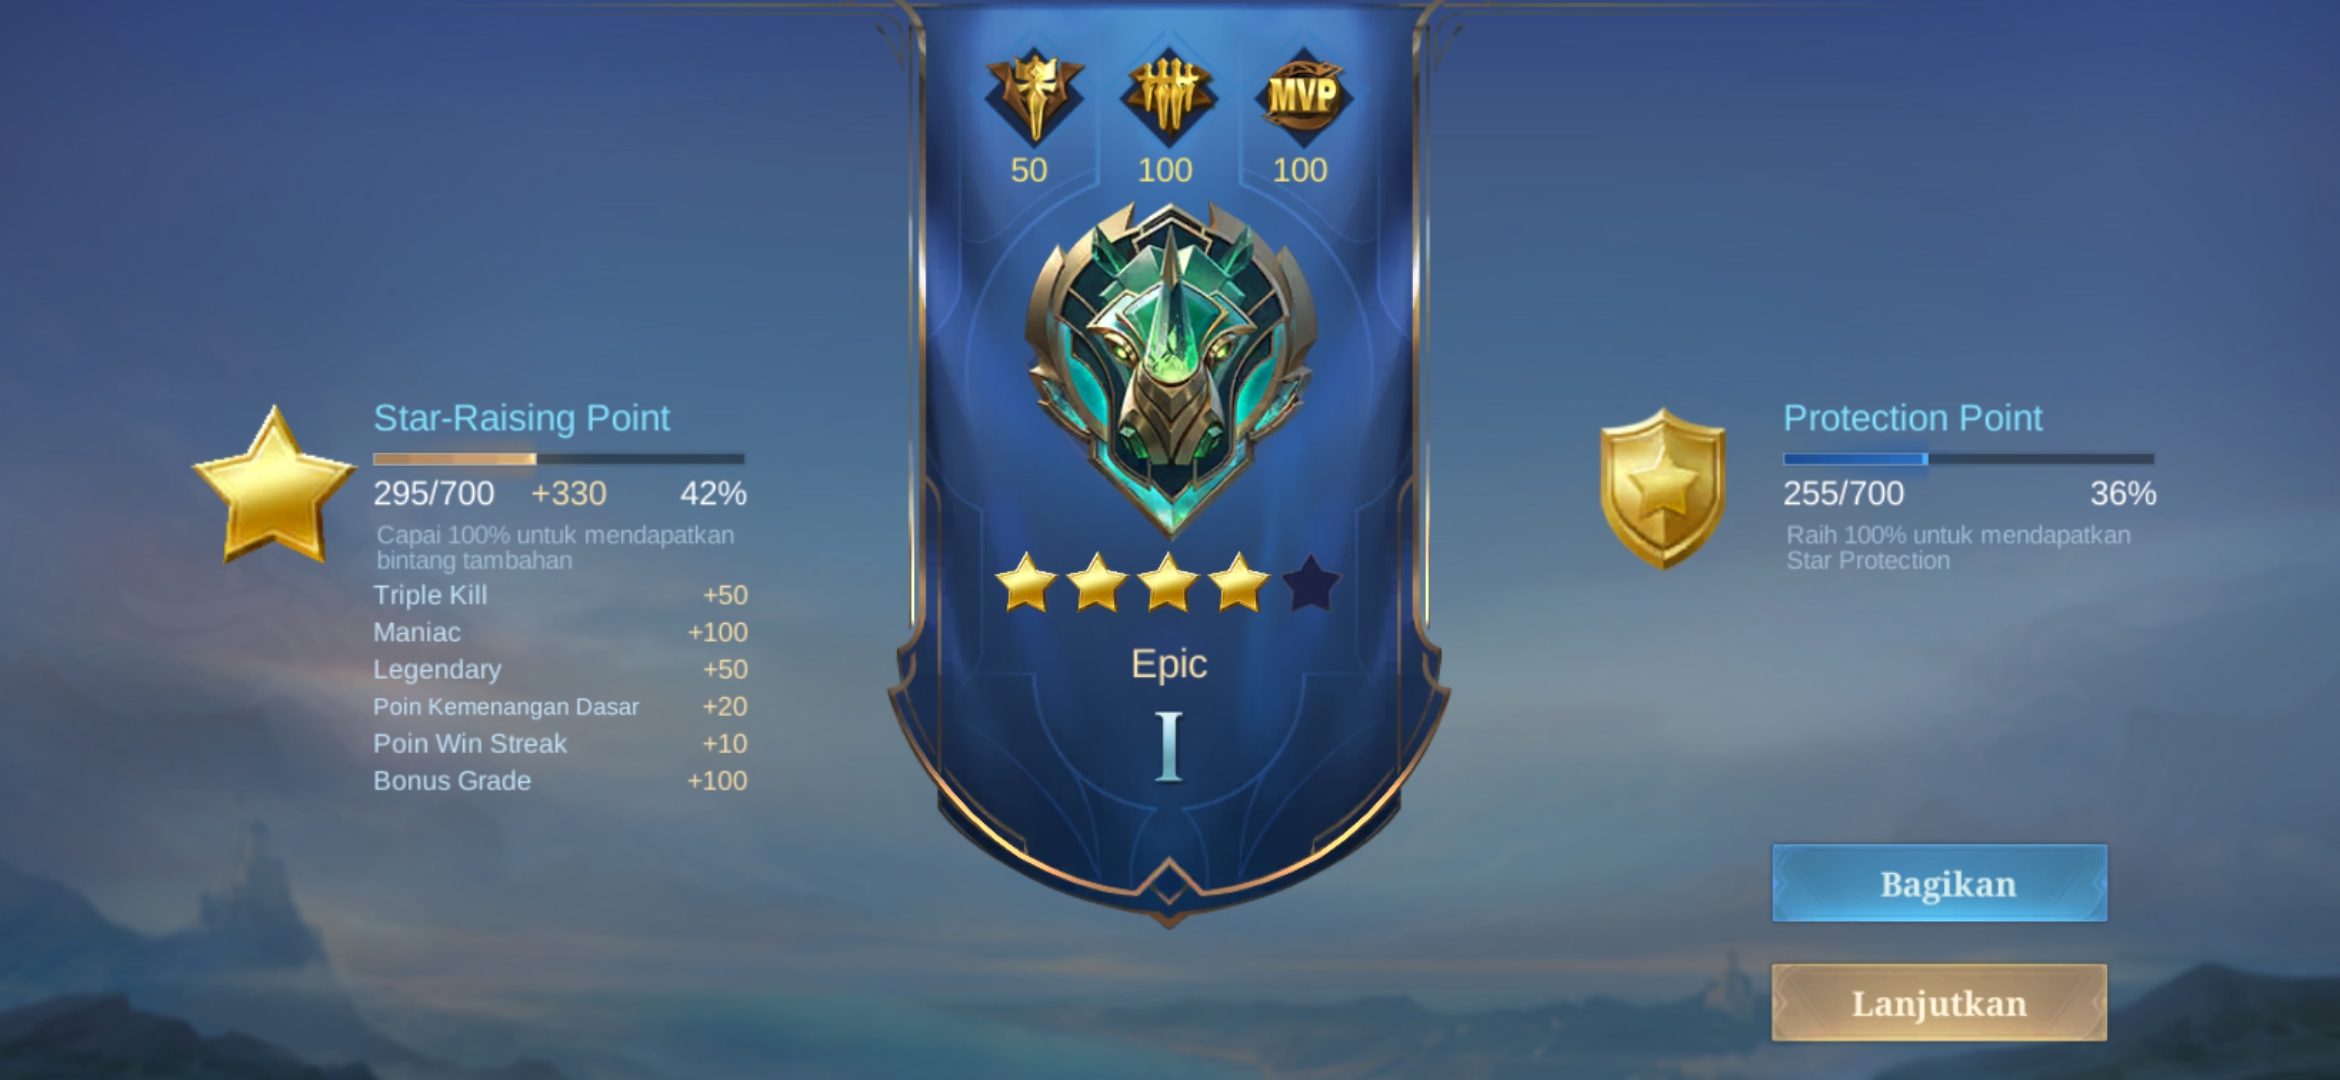 MVP
50 100 100
Star-Raising Point
295/700 +330 42%
Capai 100% untuk mendapatkan
bintang tambahan
Triple Kill +50
Maniac +100
Legendary +50
Poin Kemenangan Dasar +20
Poin Win Streak +10
Bonus Grade +100
Epic
I
Protection Point
255/700 36%
Raih 100% untuk mendapatkan
Star Protection
Bagikan
Lanjutkan